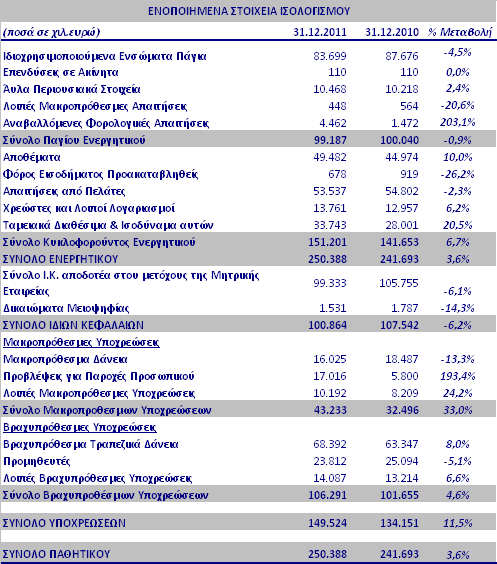 ΕΝΟΠΟΙΗΜΕΝΑ ΣΤΟΙΧΕΙΑ ΙΣΟΛΟΓΙΣΜΟΥ
(ποσά σε χιλ.ευρώ) 31.12.2011 31.12.2010 % Μεταβολή
Ιδιοχρησιμοποιούμενα Ενσώματα Πάγια 83.699 87.676 -4,5%
Επενδύσεις σε Ακίνητα 110 110 0,0%
Άυλα Περιουσιακά Στοιχεία 10.468 10.218 2,4%
Λοιπές Μακροπρόθεσμες Απαιτήσεις 448 564 -20,6%
Αναβαλλόμενες Φορολογικές Απαιτήσεις 4.462 1.472 203,1%
Σύνολο Παγίου Ενεργητικού 99.187 100.040 -0,9%
Αποθέματα 49.482 44.974 10,0%
Φόρος Εισοδήματος Προακαταβληθείς 678 919 -26,2%
Απαιτήσεις από Πελάτες 53.537 54.802 -2,3%
Χρεώστες και Λοιποί Λογαριασμοί 13.761 12.957 6,2%
Ταμειακά Διαθέσιμα & Ισοδύναμα αυτών 33.743 28.001 20,5%
Σύνολο Κυκλοφορούντος Ενεργητικού 151.201 141.653 6,7%
ΣΥΝΟΛΟ ΕΝΕΡΓΗΤΙΚΟΥ 250.388 241.693 3,6%
Σύνολο Ι.Κ. αποδοτέα στου μετόχους της Μητρικής
Εταιρείας 99.333 105.755 -6,1%
Δικαιώματα Μειοψηφίας 1.531 1.787 -14,3%
ΣΥΝΟΛΟ ΙΔΙΩΝ ΚΕΦΑΛΑΙΩΝ 100.864 107.542 -6,2%
Μακροπρόθεσμες Υποχρεώσεις
Μακροπρόθεσμα Δάνεια 16.025 18.487 -13,3%
Προβλέψεις για Παροχές Προσωπικού 17.016 5.800 193,4%
Λοιπές Μακροπρόθεσμες Υποχρεώσεις 10.192 8.209 24,2%
Σύνολο Μακροπροθεσμων Υποχρεώσεων 43.233 32.496 33,0%
Βραχυπρόθεσμες Υποχρεώσεις
Βραχυπρόθεσμα Τραπεζικά Δάνεια 68.392 63.347 8,0%
Προμηθευτές 23.812 25.094 -5,1%
Λοιπές Βραχυπρόθεσμες Υποχρεώσεις 14.087 13.214 6,6%
Σύνολο Βραχυπροθέσμων Υποχρεώσεων 106.291 101.655 4,6%
ΣΥΝΟΛΟ ΥΠΟΧΡΕΩΣΕΩΝ 149.524 134.151 11,5%
ΣΥΝΟΛΟ ΠΑΘΗΤΙΚΟΥ 250.388 241.693 3,6%